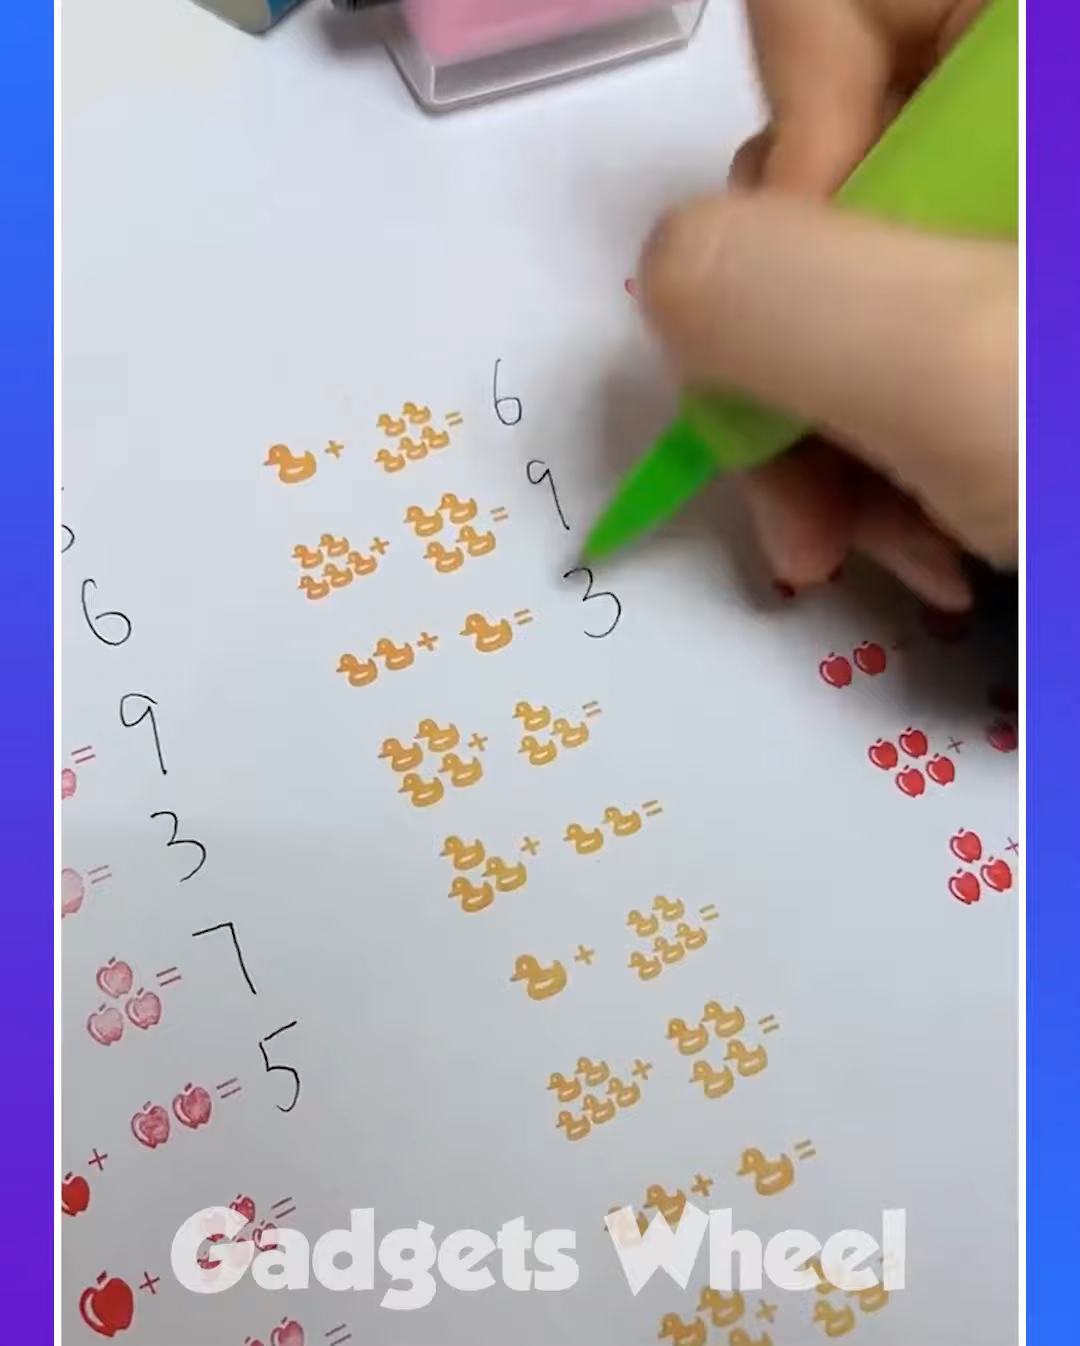 + = 6
+ = 9
+ = 3
+ =
+ =
+ =
+ =
+ =
+
6
= 9
= 3
= 7
+ = 5
+ =
+ =
+
+
Gadgets Wheel